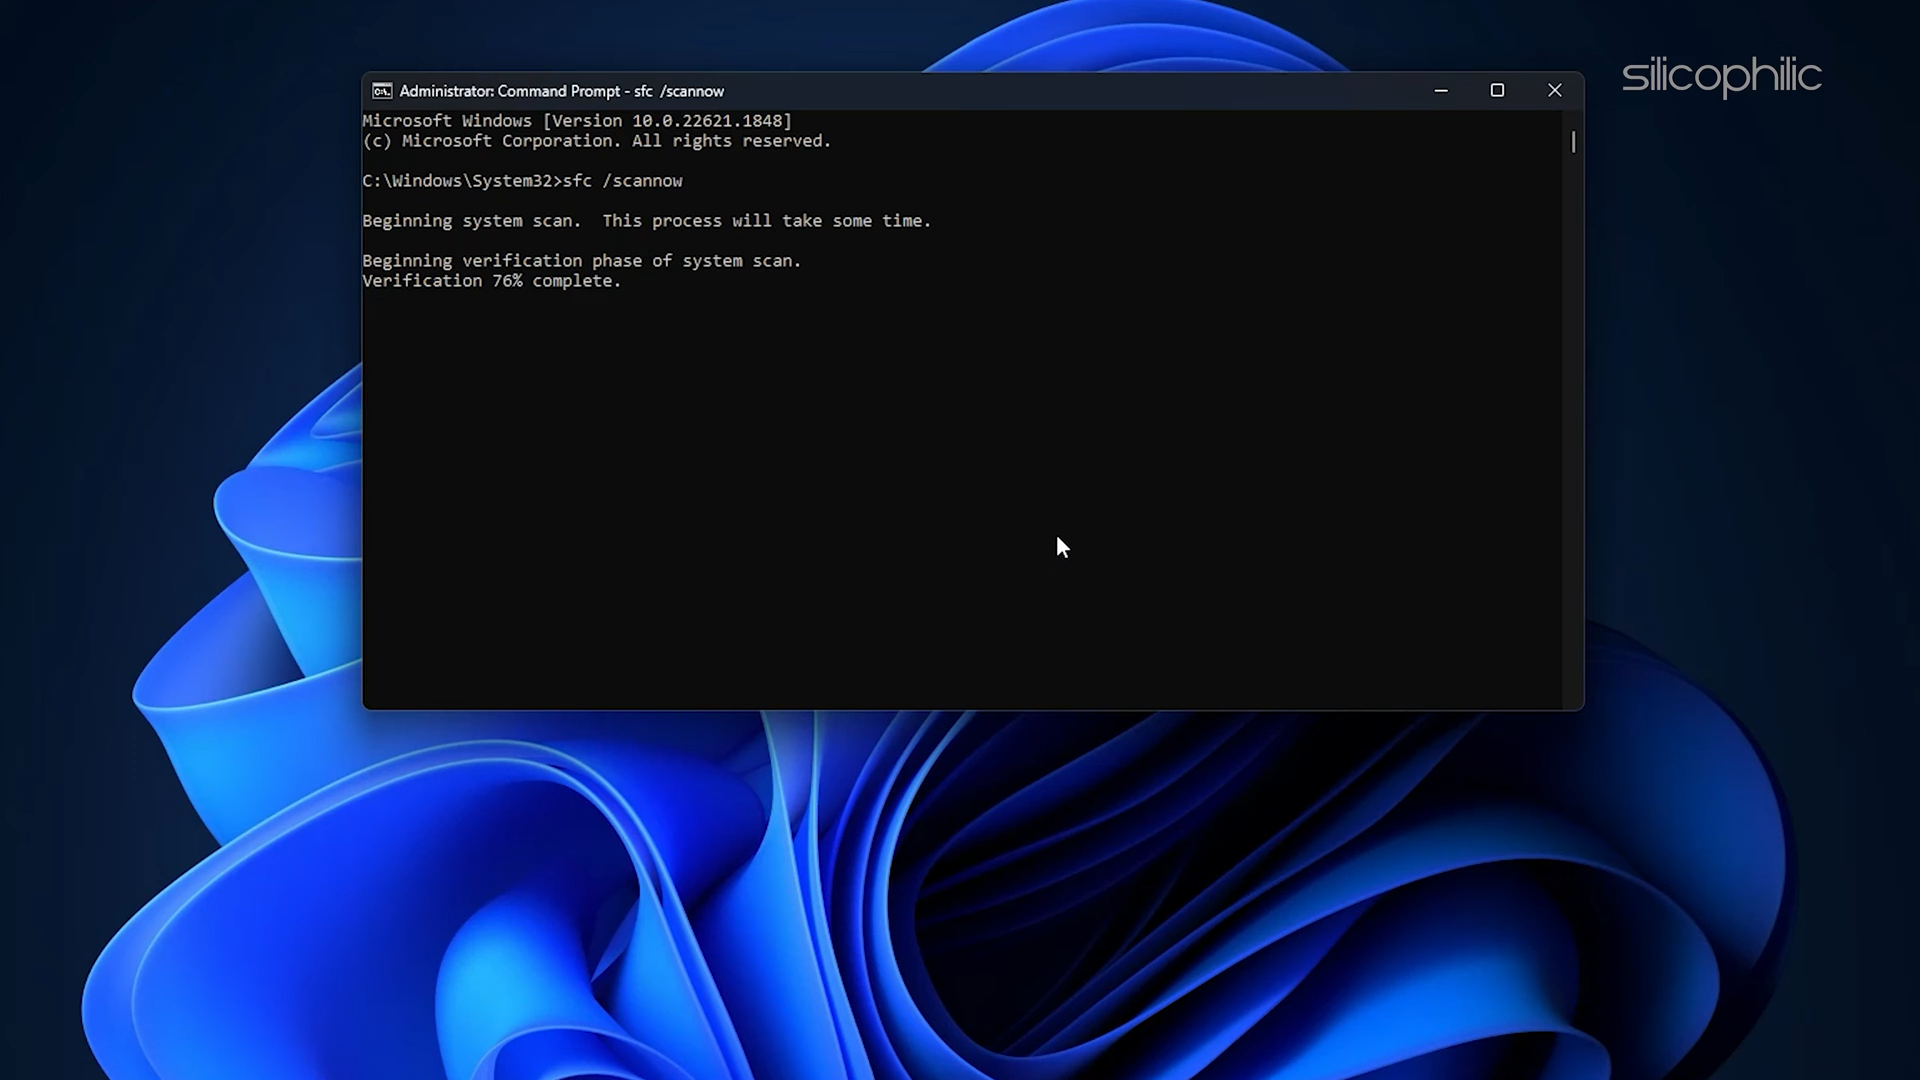 silicophilic
Administrator: Command Prompt - sfc  /scannow
Microsoft Windows [Version 10.0.22621.1848]
(c) Microsoft Corporation. All rights reserved.
C:\Windows\System32>sfc /scannow
Beginning system scan.  This process will take some time.
Beginning verification phase of system scan.
Verification 76% complete.